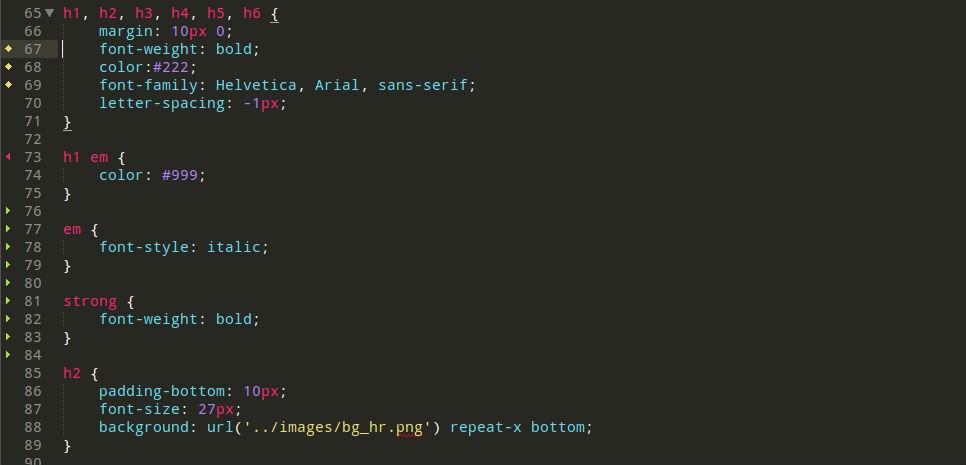 65 h1, h2, h3, h4, h5, h6 {
66 margin: 10px 0;
67 font-weight: bold;
68 color:#222;
69 font-family: Helvetica, Arial, sans-serif;
70 letter-spacing: -1px;
71 }
72
73 h1 em {
74 color: #999;
75 }
76
77 em {
78 font-style: italic;
79 }
80
81 strong {
82 font-weight: bold;
83 }
84
85 h2 {
86 padding-bottom: 10px;
87 font-size: 27px;
88 background: url('../images/bg_hr.png') repeat-x bottom;
89 }
90